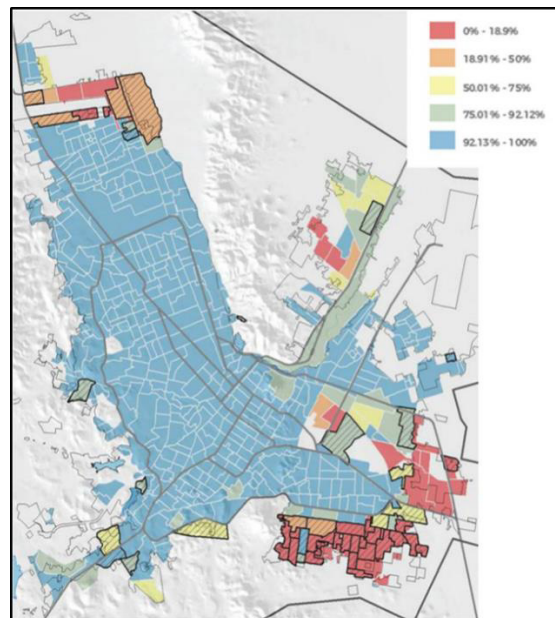 0% - 18.9%
18.91% - 50%
50.01% - 75%
75.01% - 92.12%
92.13% - 100%